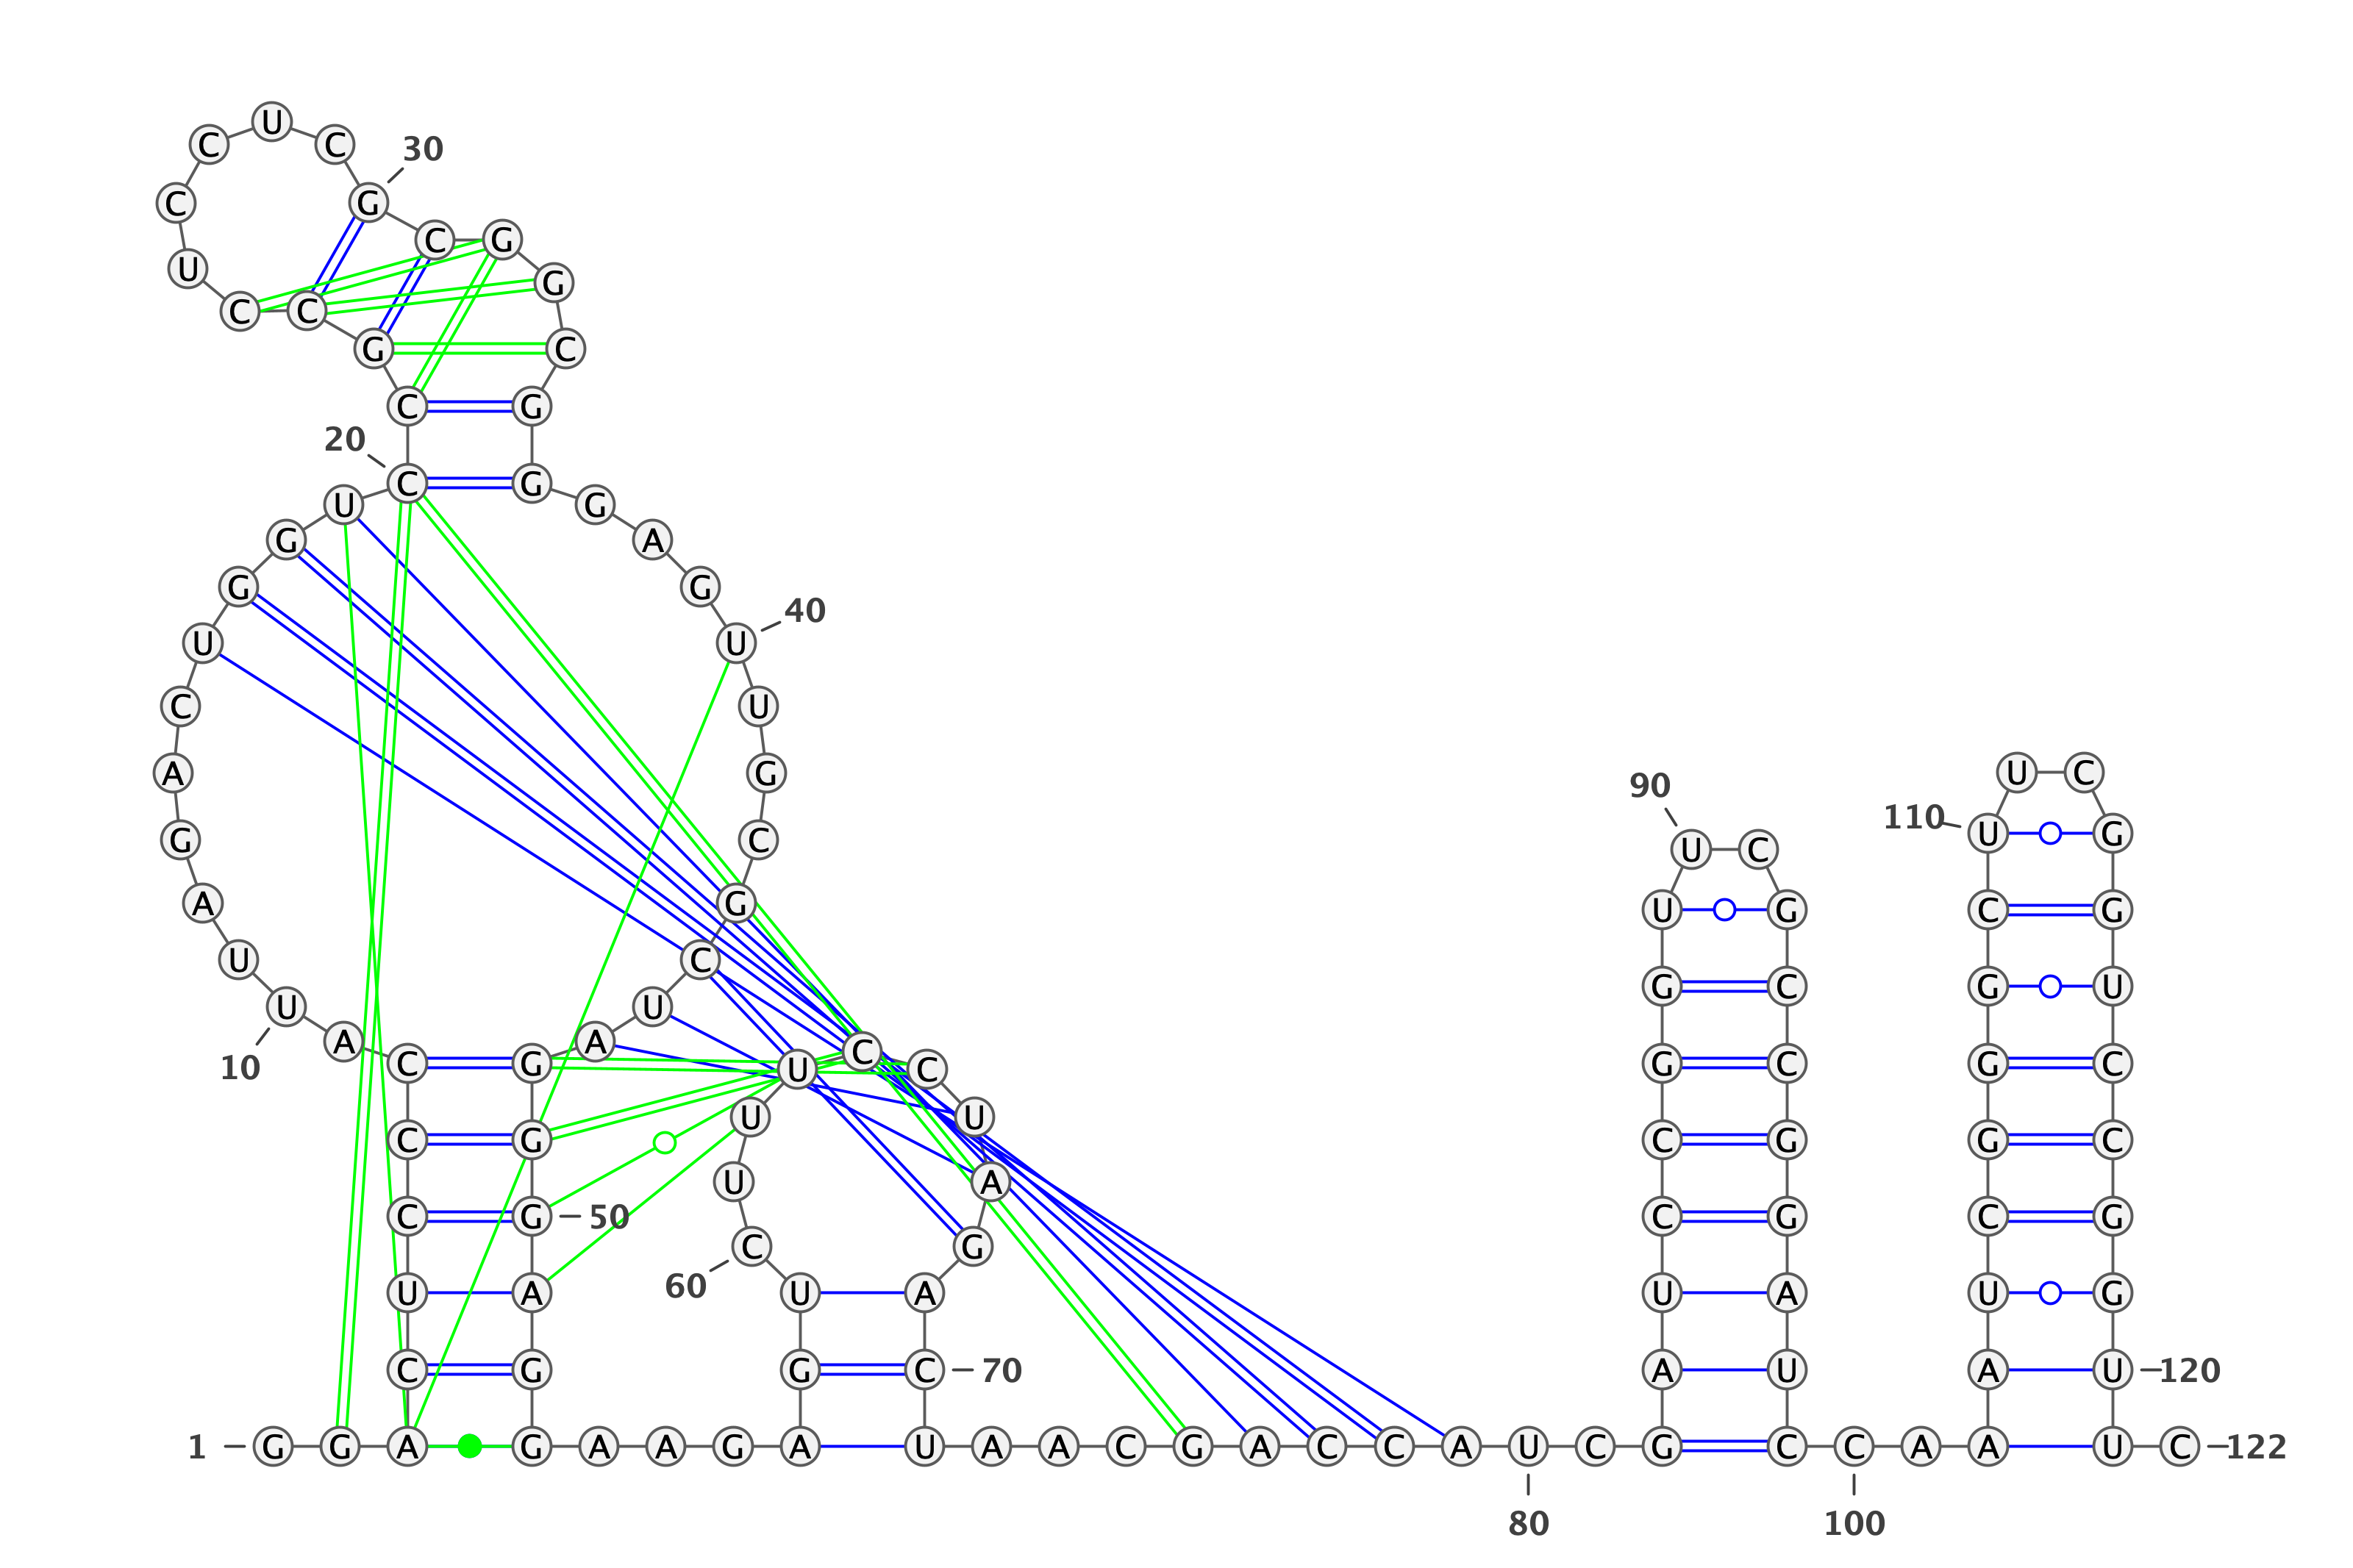 U
C C
30
C G
C G
U G
C C
G C
C G
20
C G
U G
G A
G G
40
U U
C U
A G U C
90
110
U G
G C
U C
A G U G C G
U C
G C G U
U U
A A
C
C G U C G C G C
10
U U
C G C G G C
U A
C G 50 C G C G
C G
60
U A U A U A U G
C G G C 70 A U A U 120
1 G G A G A A G A U A A C G A C C A U C G C C A A U C 122
80 100